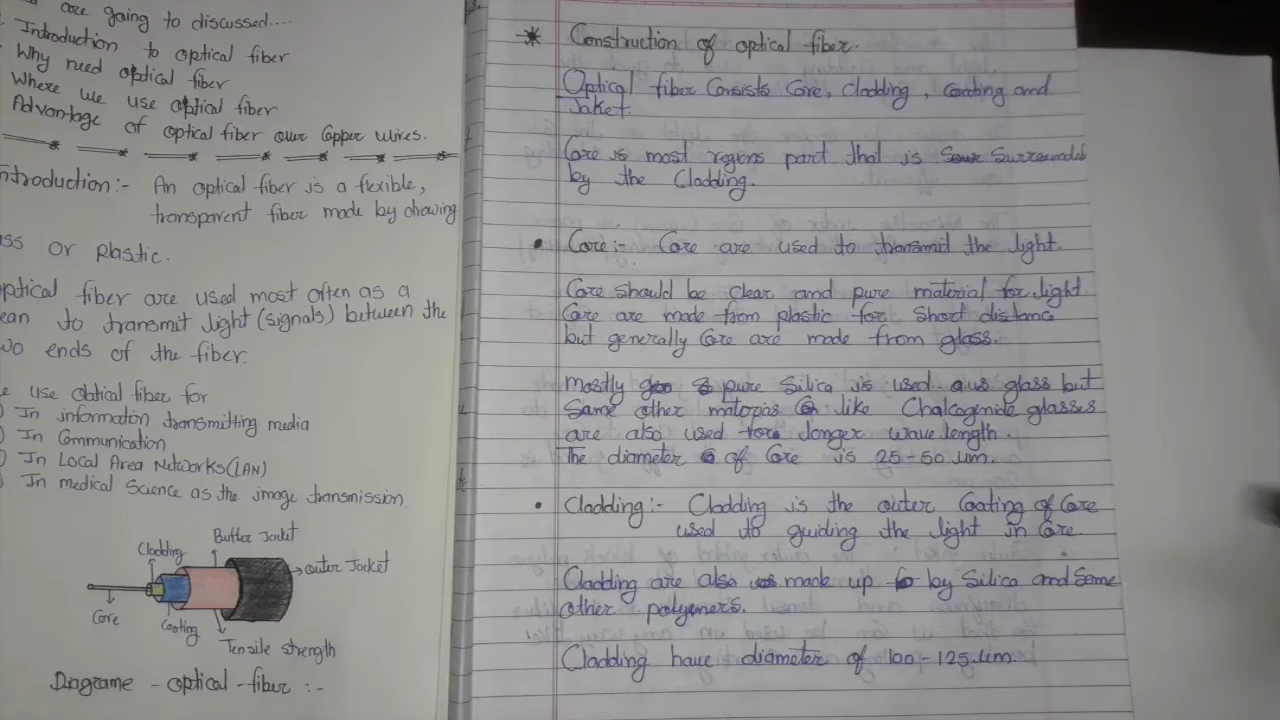 are going to discussed....
Introduction to optical fiber
Why need optical fiber
Where we use optical fiber
Advantage of optical fiber our Copper wires.
ntroduction:- An optical fiber is a flexible,
transparent fiber made by drawing
ss or plastic.
ptical fiber are used most often as a
ean to transmit light (signals) between the
wo ends of the fiber.
e use obtical fiber for
) In information transmitting media
) In Communication
) In Local Area Networks (LAN)
) In medical Science as the image transmission.
Buffer Jacket
Cladding
outer Jacket
Core
Coating
Tensile strength
Diagrame - optical - fiber :-
* Construction of optical fiber.
Optical fiber Consists Core, Cladding, Coating and
Jaket.
Core is most regions part that is Surrounded
by the Cladding.
• Core:- Core are used to transmit the light.
Core should be clear and pure material for light.
Core are made from plastic for short distance
but generally Core are made from glass.
mostly pure Silica is used aus glass but
Same other like Chalcogenide glasses
are also used for longer wave length.
The diameter of Core is 25-50 um.
• Cladding:- Cladding is the outer Coating of Core
used to guiding the light in Core.
Cladding are also made up by Silica and Same
other polymers.
Cladding have diameter of 100-125 um.